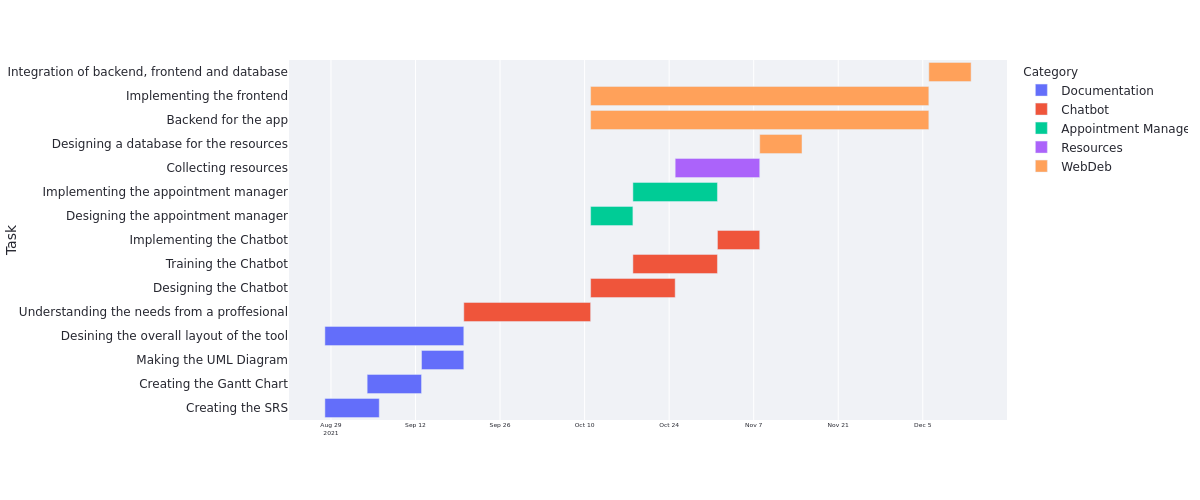 Integration of backend, frontend and database
Implementing the frontend
Backend for the app
Designing a database for the resources
Collecting resources
Implementing the appointment manager
Designing the appointment manager
Implementing the Chatbot
Training the Chatbot
Designing the Chatbot
Understanding the needs from a proffesional
Desining the overall layout of the tool
Making the UML Diagram
Creating the Gantt Chart
Creating the SRS
Task
Aug 29 Sep 12 Sep 26 Oct 10 Oct 24 Nov 7 Nov 21 Dec 5
2021
Category
Documentation
Chatbot
Appointment Manage
Resources
WebDeb